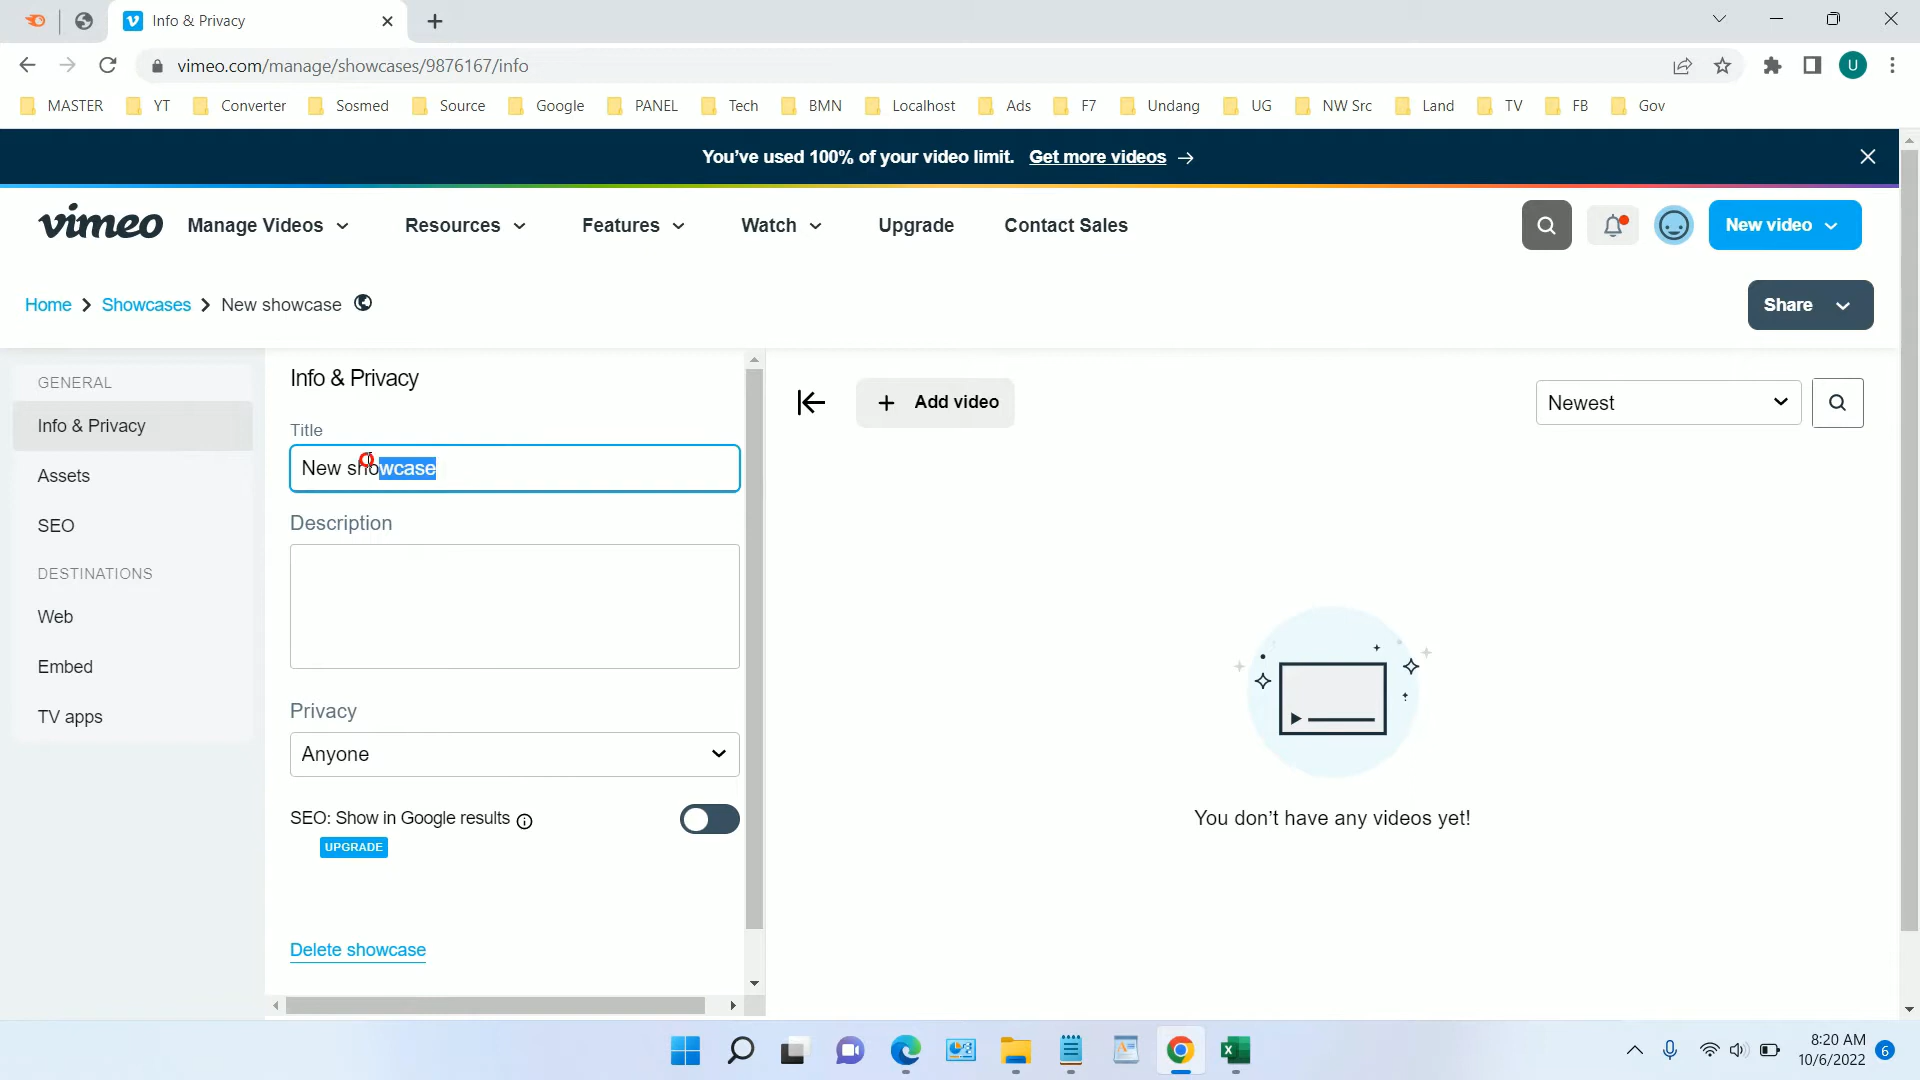 Info & Privacy
vimeo.com/manage/showcases/9876167/info
U
MASTER YT Converter Sosmed Source Google PANEL Tech BMN Localhost Ads F7 Undang UG NW Src Land TV FB Gov
You've used 100% of your video limit. Get more videos →
vimeo Manage Videos Resources Features Watch Upgrade Contact Sales New video
Home > Showcases > New showcase
Share
GENERAL
Info & Privacy
Assets
SEO
DESTINATIONS
Web
Embed
TV apps
Info & Privacy
Title
New showcase
Description
Privacy
Anyone
SEO: Show in Google results
UPGRADE
Delete showcase
+ Add video
Newest
You don't have any videos yet!
8:20 AM
10/6/2022
6